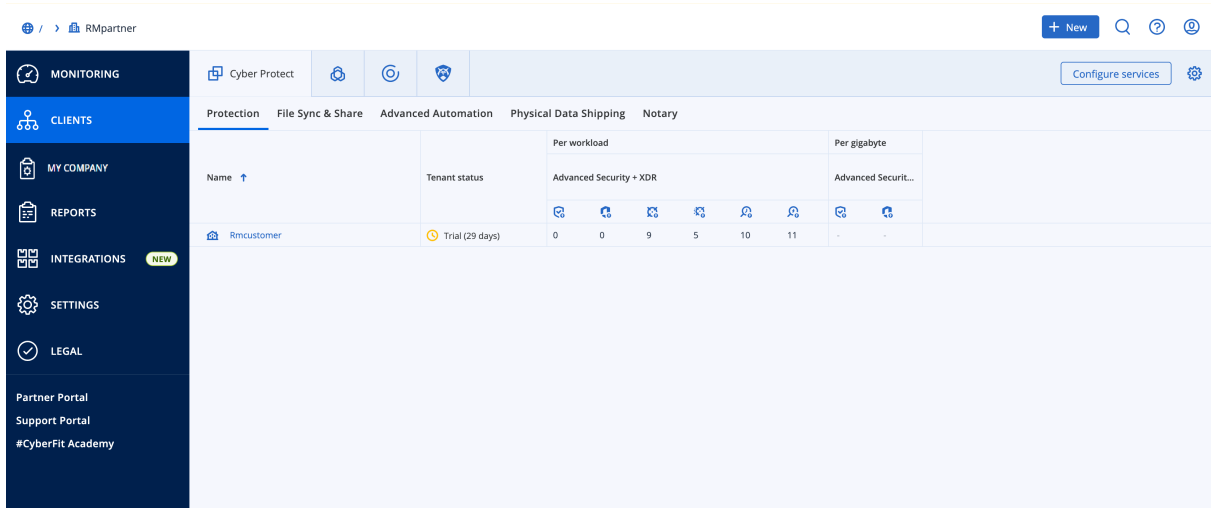 / > RMpartner
+ New
MONITORING
Cyber Protect
Configure services
CLIENTS
Protection File Sync & Share Advanced Automation Physical Data Shipping Notary
MY COMPANY
Per workload Per gigabyte
Name ↑ Tenant status Advanced Security + XDR Advanced Securit...
REPORTS
Rmcustomer Trial (29 days) 0 0 9 5 10 11 - -
INTEGRATIONS NEW
SETTINGS
LEGAL
Partner Portal
Support Portal
#CyberFit Academy